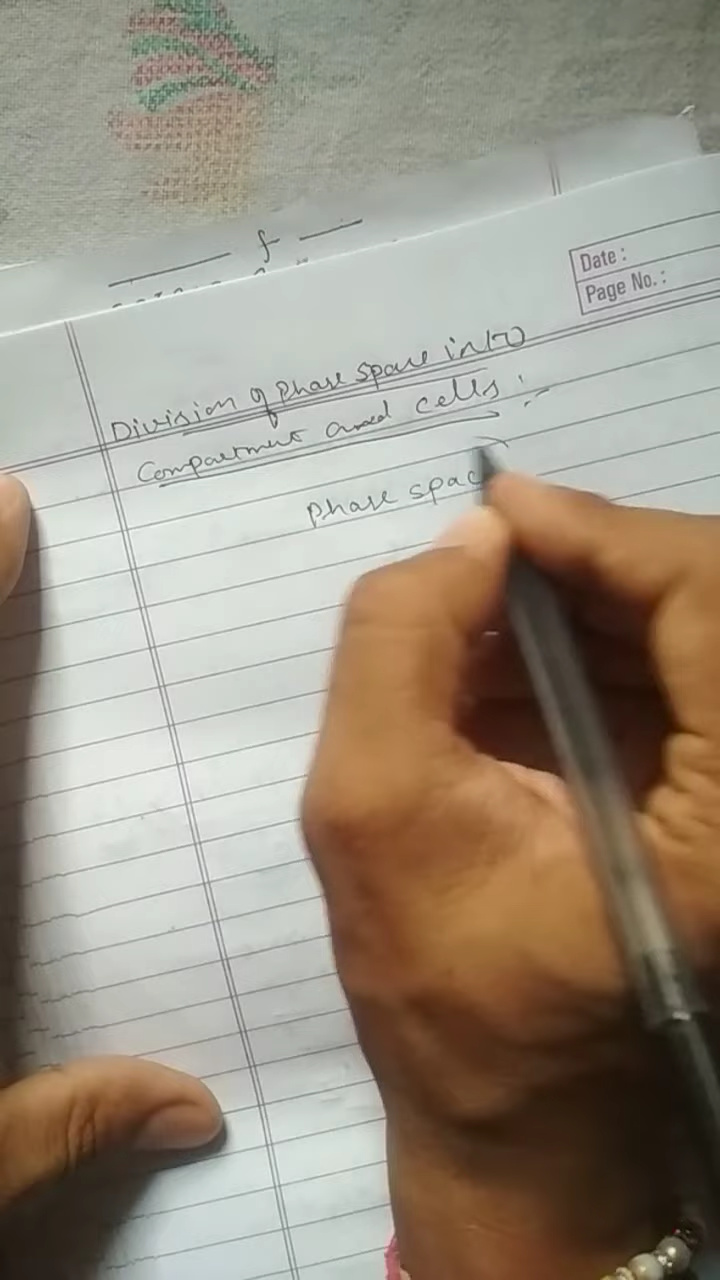 f
Date :
Page No. :
Division of Phase Space into
Compartment and cells :-
Phase spac